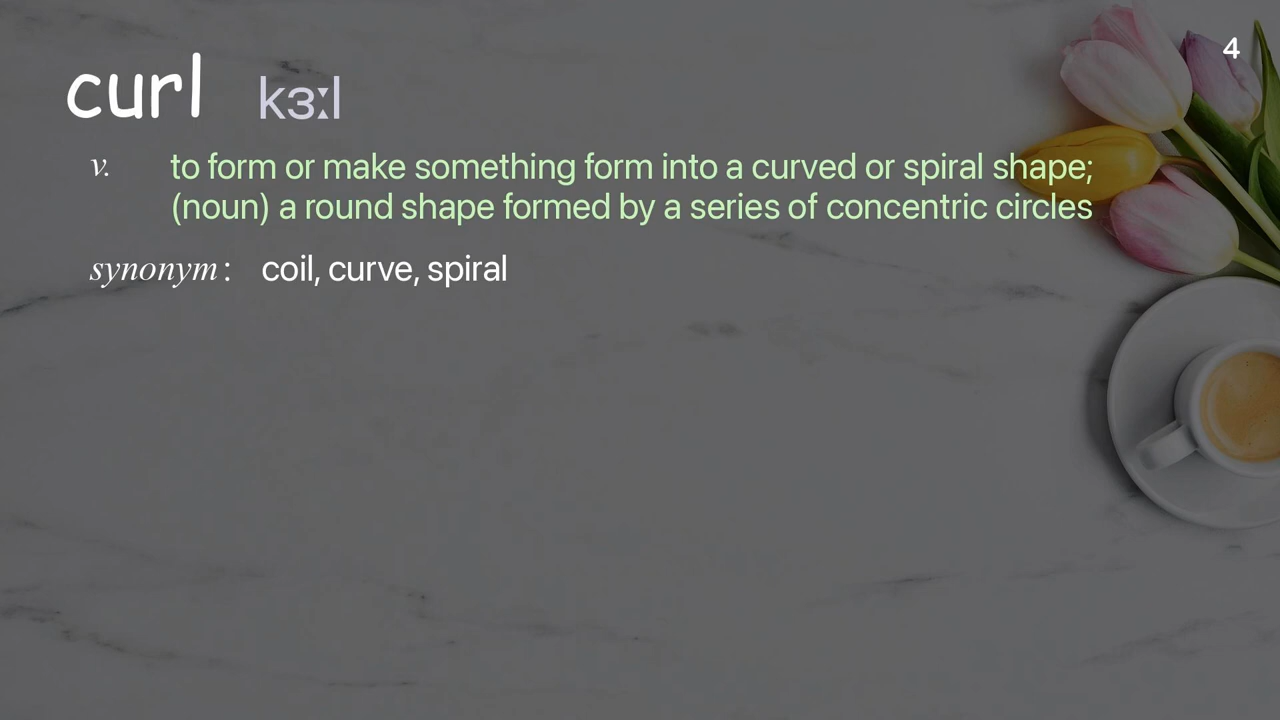 4
curl kɜːl
v. to form or make something form into a curved or spiral shape;
(noun) a round shape formed by a series of concentric circles
synonym : coil, curve, spiral